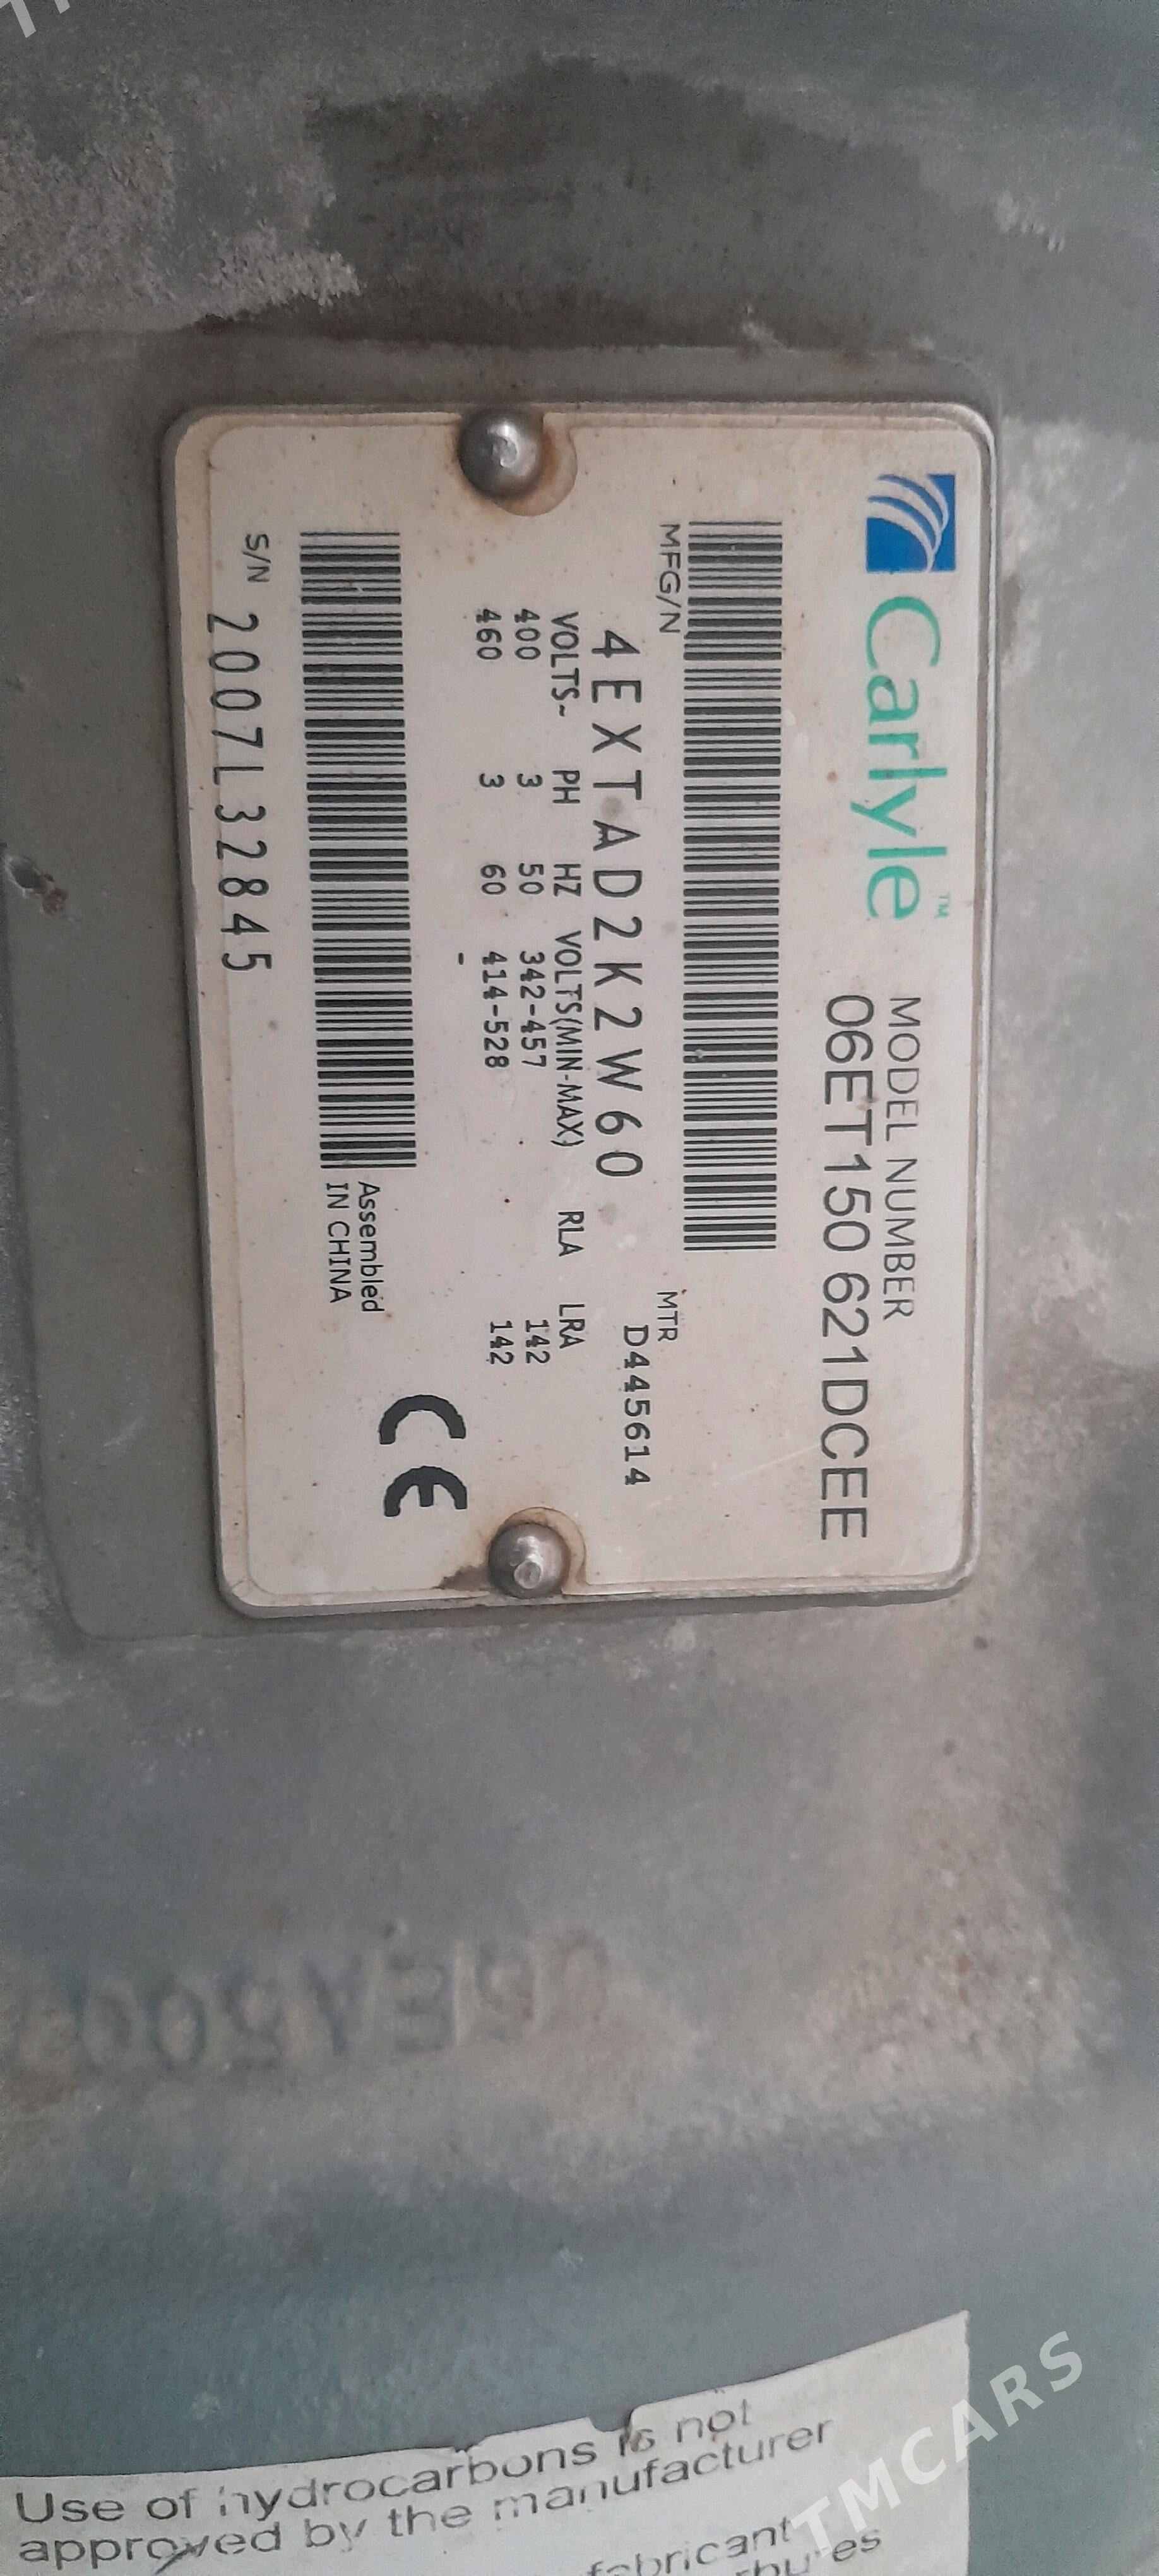 Carlyle™
MODEL NUMBER
06ET150 621DCEE
MFG/N
4EXTAD2K2W60
MTR
D445614
VOLTS~ PH HZ VOLTS(MIN-MAX) RLA LRA
400 3 50 342-457 142
460 3 60 414-528 142
-
Assembled
IN CHINA
CE
S/N 2007L32845
Use of hydrocarbons is not
approved by the manufacturer
TMCARS